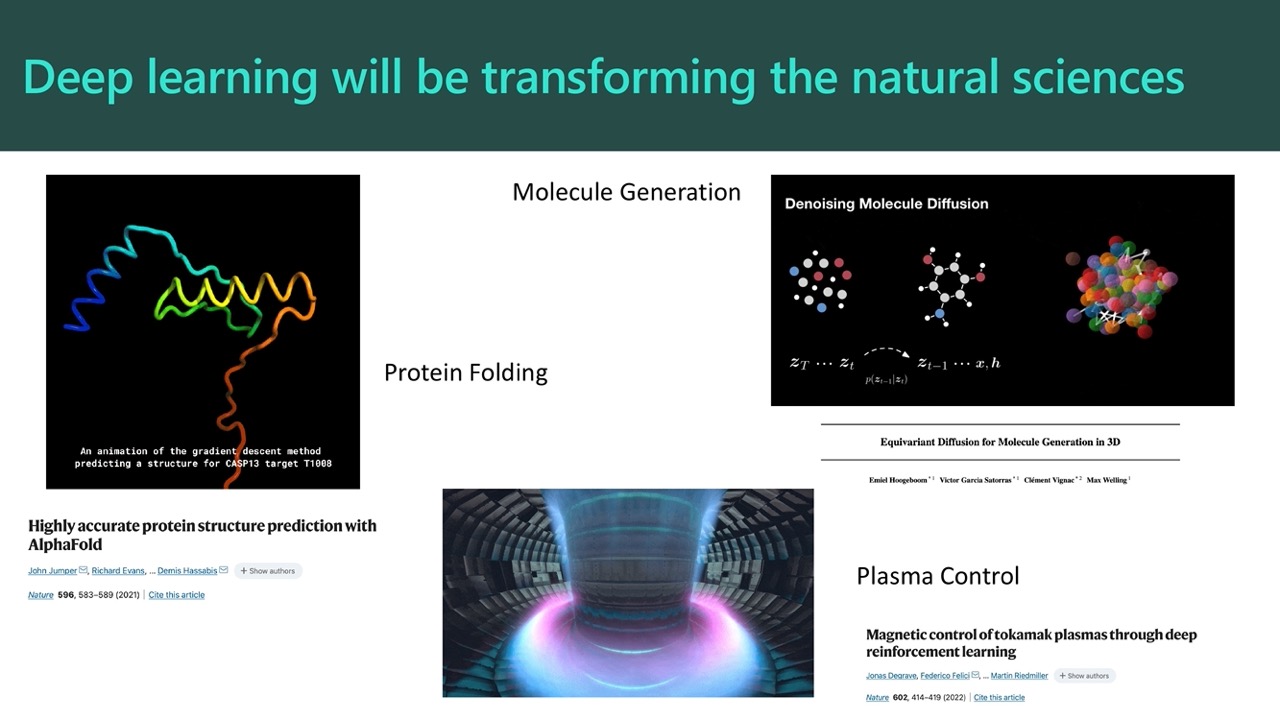 Deep learning will be transforming the natural sciences
Molecule Generation
Denoising Molecule Diffusion
z_T ··· z_t z_{t−1} ··· x, h
p(z_{t−1}|z_t)
Protein Folding
An animation of the gradient descent method
predicting a structure for CASP13 target T1008
Equivariant Diffusion for Molecule Generation in 3D
Emiel Hoogeboom *1 Victor Garcia Satorras *1 Clément Vignac *2 Max Welling 1
Highly accurate protein structure prediction with
AlphaFold
John Jumper, Richard Evans, ... Demis Hassabis + Show authors
Nature 596, 583–589 (2021) | Cite this article
Plasma Control
Magnetic control of tokamak plasmas through deep
reinforcement learning
Jonas Degrave, Federico Felici, ... Martin Riedmiller + Show authors
Nature 602, 414–419 (2022) | Cite this article